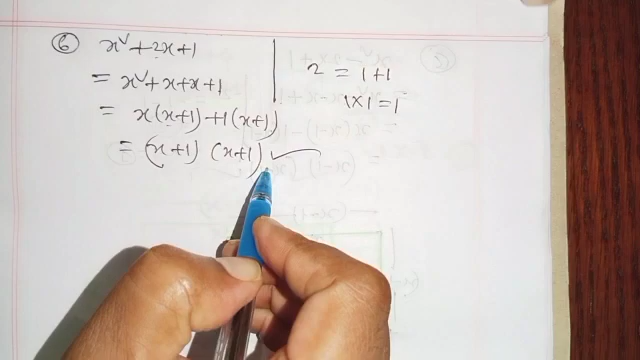 ⑥ x² + 2x + 1
= x² + x + x + 1
= x(x+1) + 1(x+1)
= (x+1) (x+1) ✓
2 = 1 + 1
1×1 = 1